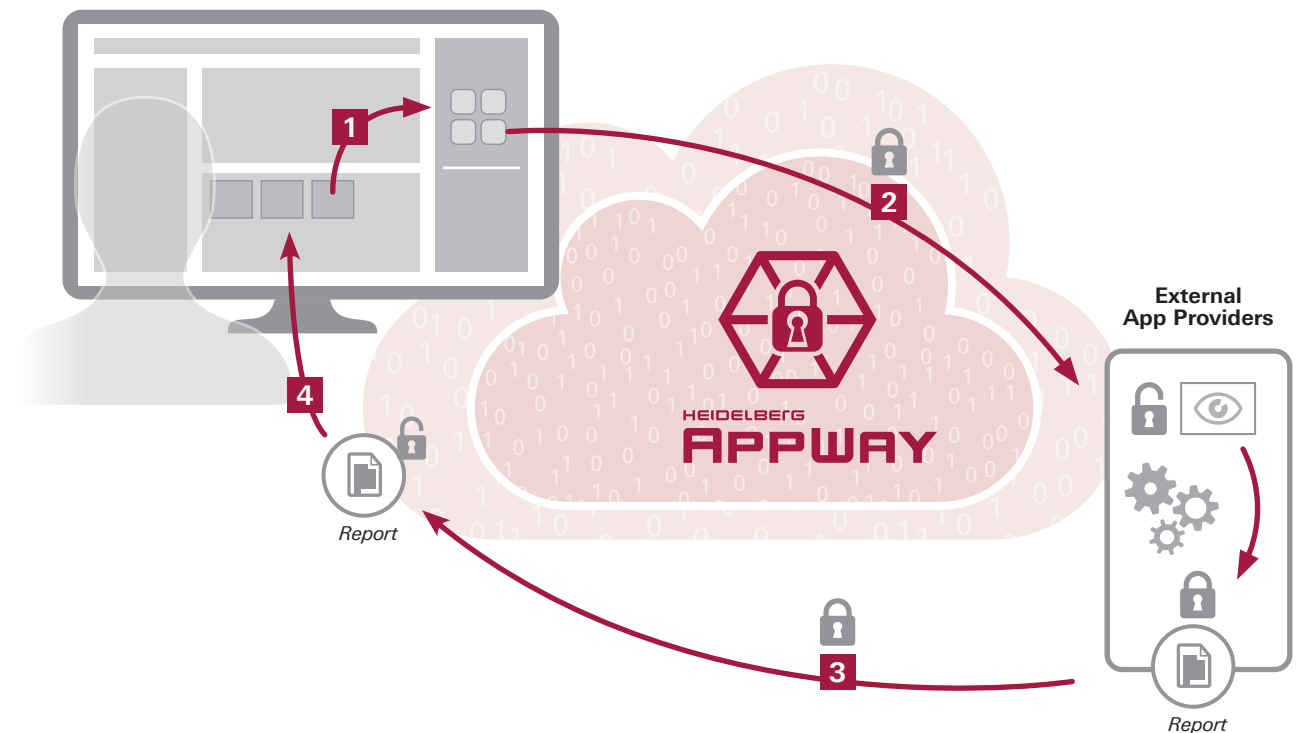 1
2
External
App Providers
HEIDELBERG
APPWAY
4
Report
3
Report